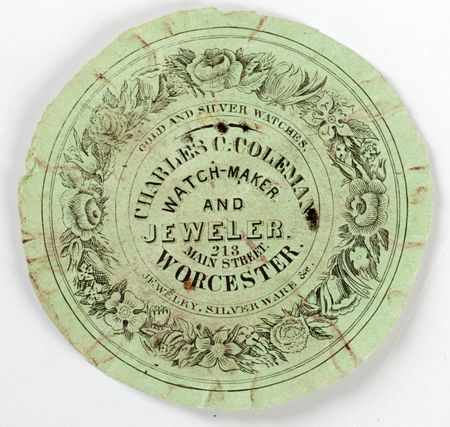 GOLD AND SILVER WATCHES,
CHARLES C. COLEMAN
WATCH-MAKER
AND
JEWELER.
213
MAIN STREET.
WORCESTER.
JEWELRY, SILVER WARE &c